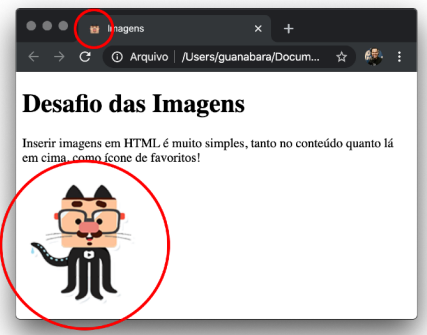 Imagens
Arquivo | /Users/guanabara/Docum...
Desafio das Imagens
Inserir imagens em HTML é muito simples, tanto no conteúdo quanto lá
em cima, como ícone de favoritos!